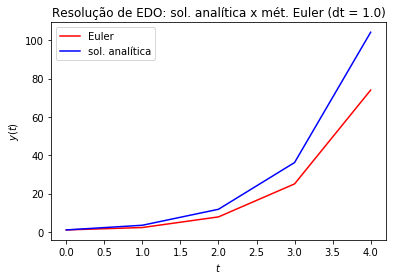 Resolução de EDO: sol. analítica x mét. Euler (dt = 1.0)
Euler
sol. analítica
y(t)
100
80
60
40
20
0
0.0 0.5 1.0 1.5 2.0 2.5 3.0 3.5 4.0
t